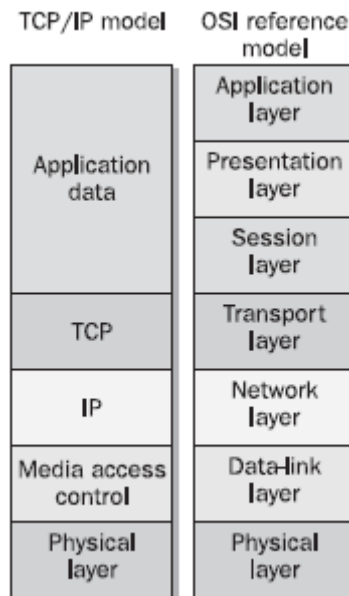 TCP/IP model
OSI reference
model
Application
data
TCP
IP
Media access
control
Physical
layer
Application
layer
Presentation
layer
Session
layer
Transport
layer
Network
layer
Data-link
layer
Physical
layer